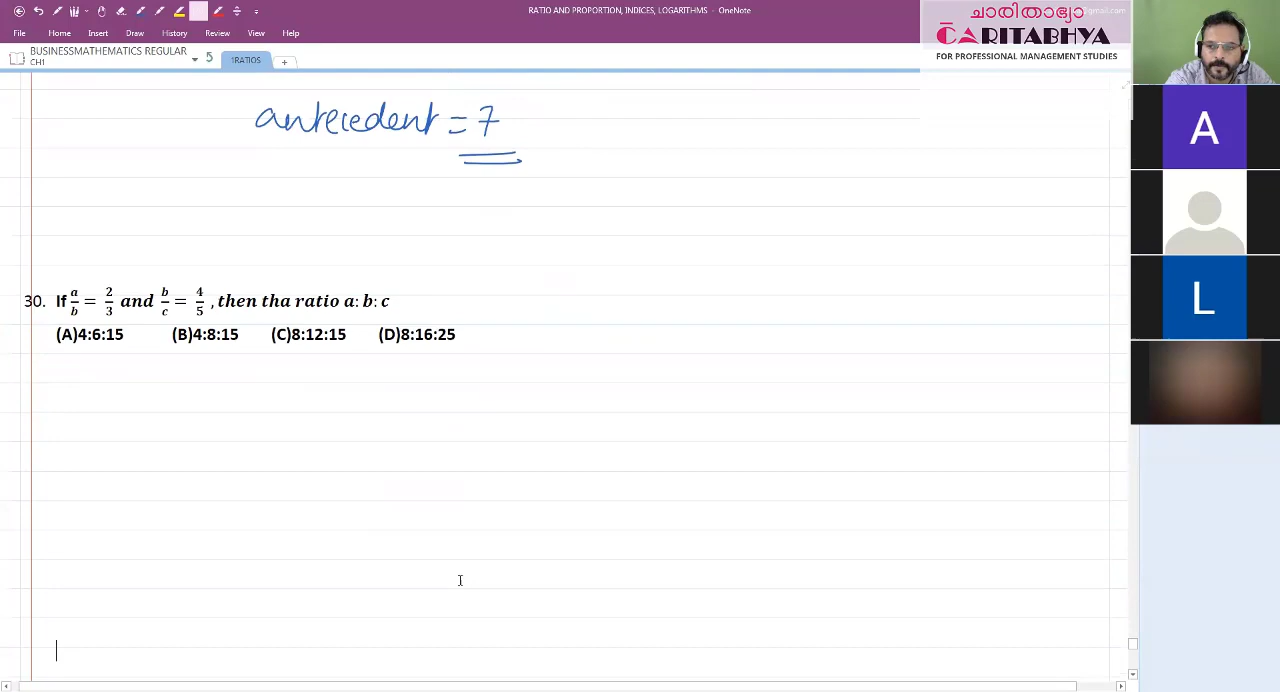 RATIO AND PROPORTION, INDICES, LOGARITHMS - OneNote
File Home Insert Draw History Review View Help
ചാരിതാഭ്യാ
gmail.com
CARITABHYA
FOR PROFESSIONAL MANAGEMENT STUDIES
BUSINESSMATHEMATICS REGULAR
CH1
1RATIOS
antecedent = 7
30. If a/b = 2/3 and b/c = 4/5 , then tha ratio a: b: c
(A)4:6:15 (B)4:8:15 (C)8:12:15 (D)8:16:25
A
L